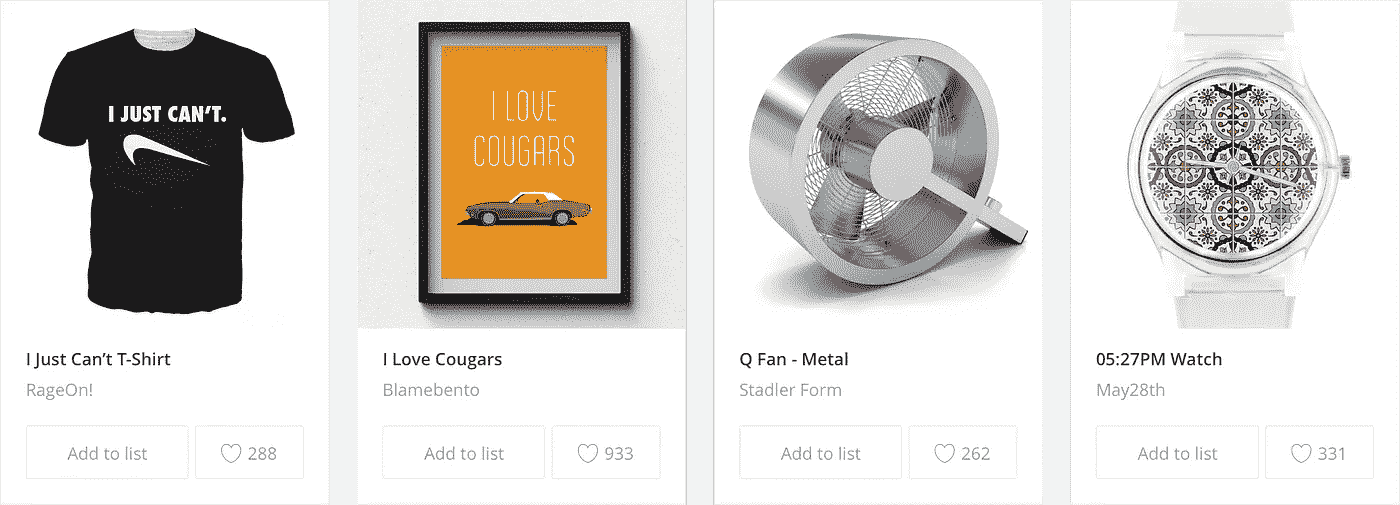 I JUST CAN'T.
I Just Can't T-Shirt
RageOn!
Add to list
288
I LOVE
COUGARS
I Love Cougars
Blamebento
Add to list
933
Q Fan - Metal
Stadler Form
Add to list
262
05:27PM Watch
May28th
Add to list
331